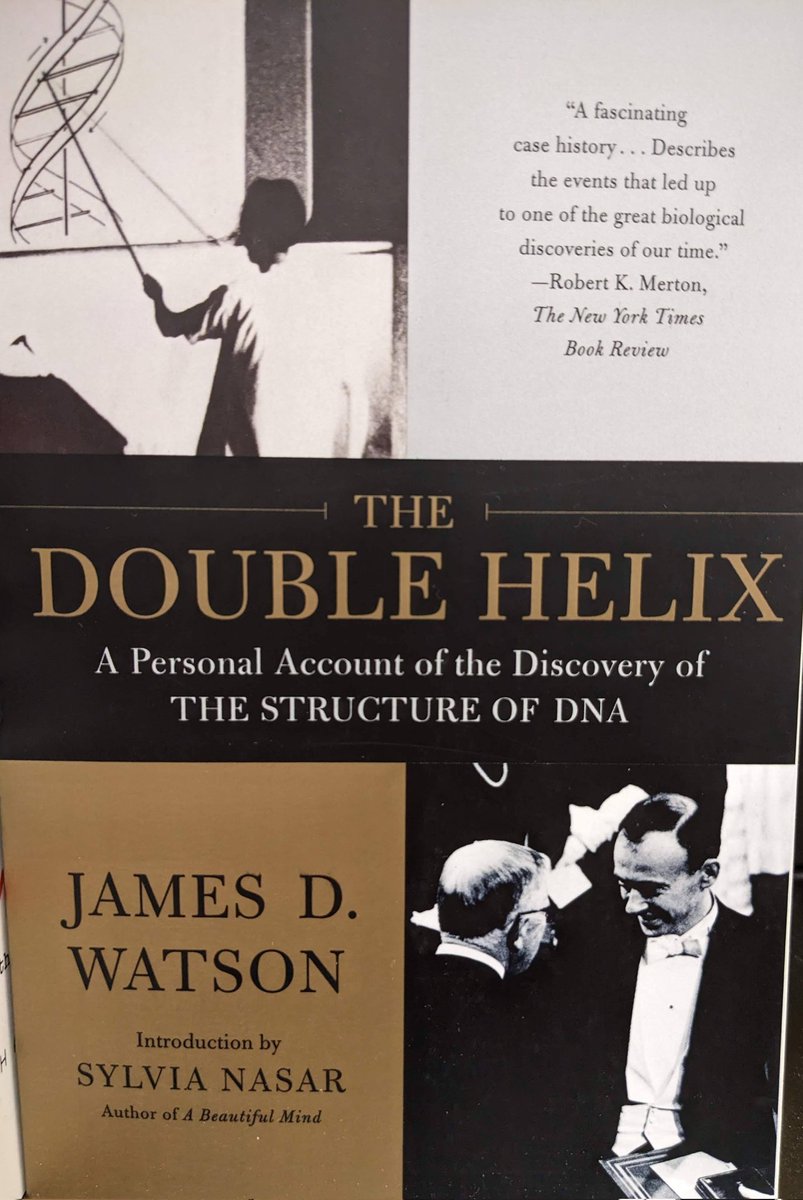 “A fascinating
case history... Describes
the events that led up
to one of the great biological
discoveries of our time.”
—Robert K. Merton,
The New York Times
Book Review
THE
DOUBLE HELIX
A Personal Account of the Discovery of
THE STRUCTURE OF DNA
JAMES D.
WATSON
Introduction by
SYLVIA NASAR
Author of A Beautiful Mind